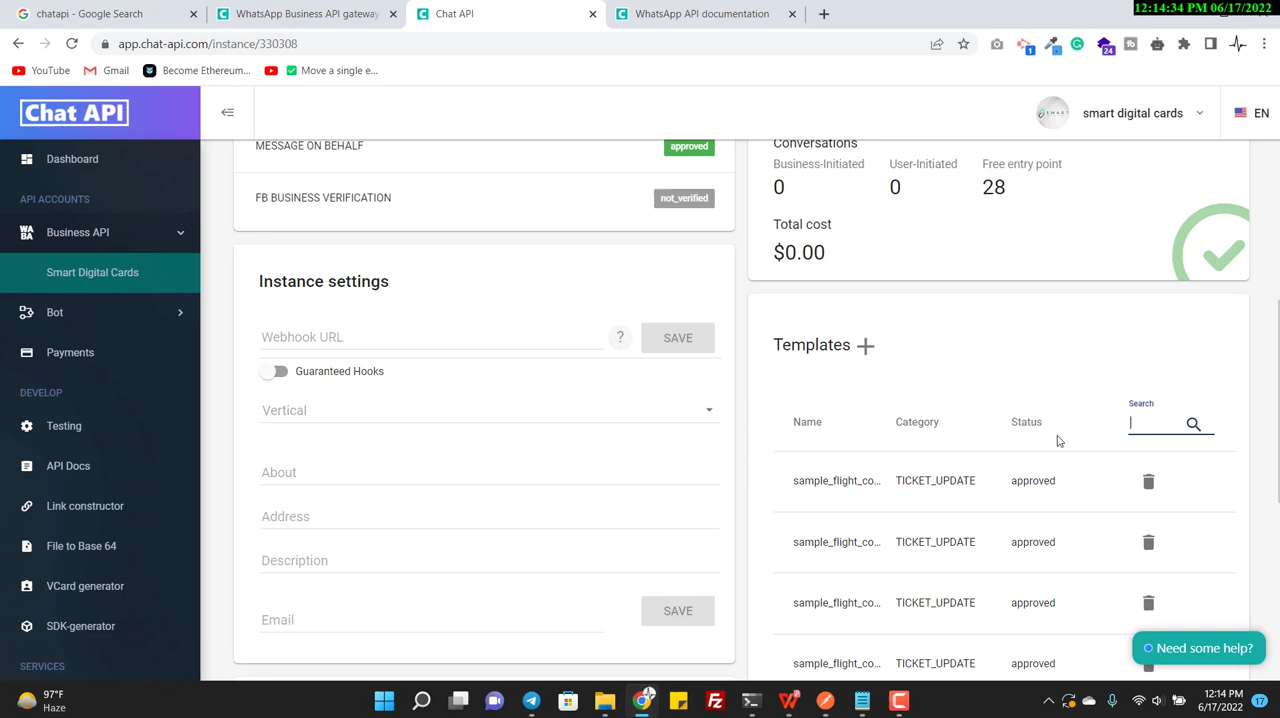 12:14:34 PM 06/17/2022
chatapi - Google Search
WhatsApp Business API gateway
Chat API
WhatsApp API documentation
app.chat-api.com/instance/330308
1
24
YouTube
Gmail
Become Ethereum...
Move a single e...
Chat API
smart digital cards
EN
Dashboard
API ACCOUNTS
WA
BA
Business API
Smart Digital Cards
Bot
Payments
DEVELOP
Testing
API Docs
Link constructor
File to Base 64
VCard generator
SDK-generator
SERVICES
MESSAGE ON BEHALF
approved
FB BUSINESS VERIFICATION
not_verified
Instance settings
Webhook URL
?
SAVE
Guaranteed Hooks
Vertical
About
Address
Description
Email
SAVE
Conversations
Business-Initiated
User-Initiated
Free entry point
0
0
28
Total cost
$0.00
Templates
Name
Category
Status
Search
sample_flight_co...
TICKET_UPDATE
approved
sample_flight_co...
TICKET_UPDATE
approved
sample_flight_co...
TICKET_UPDATE
approved
sample_flight_co...
TICKET_UPDATE
approved
Need some help?
97°F
Haze
12:14 PM
6/17/2022
17